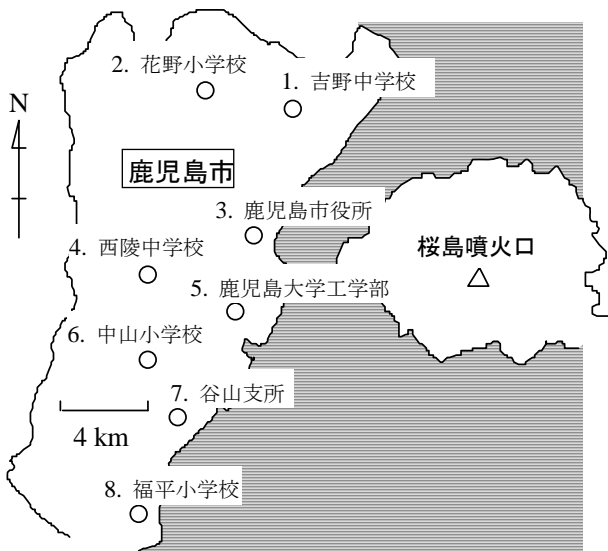 2. 花野小学校
1. 吉野中学校
N
鹿児島市
3. 鹿児島市役所
4. 西陵中学校
桜島噴火口
5. 鹿児島大学工学部
6. 中山小学校
7. 谷山支所
4 km
8. 福平小学校